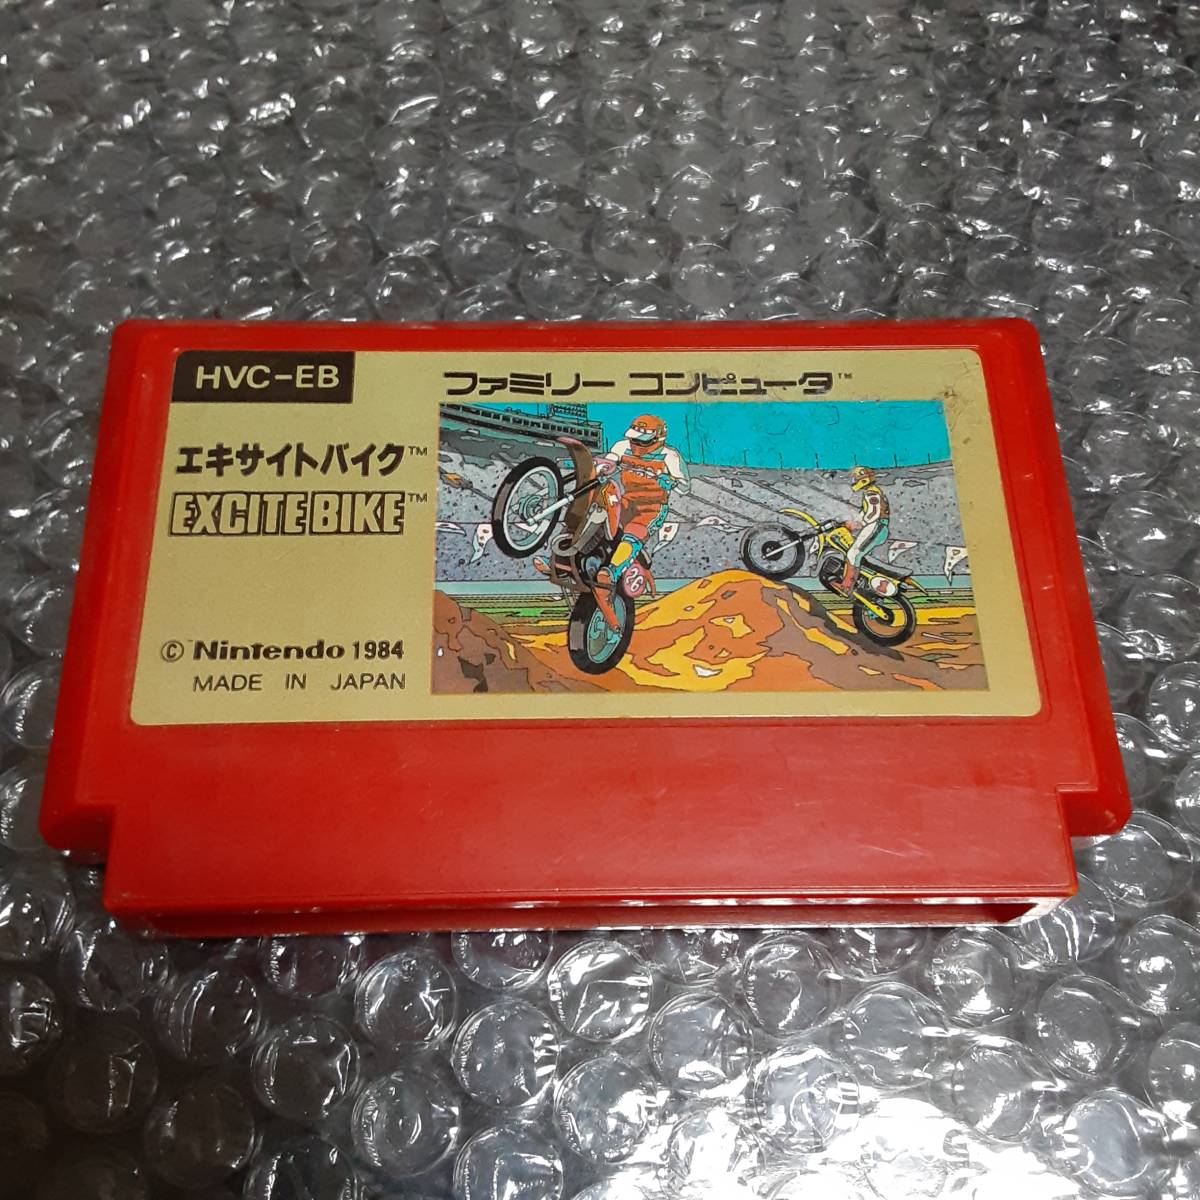 HVC-EB
ファミリー コンピュータ™
エキサイトバイク™
EXCITEBIKE™
© Nintendo 1984
MADE IN JAPAN
26